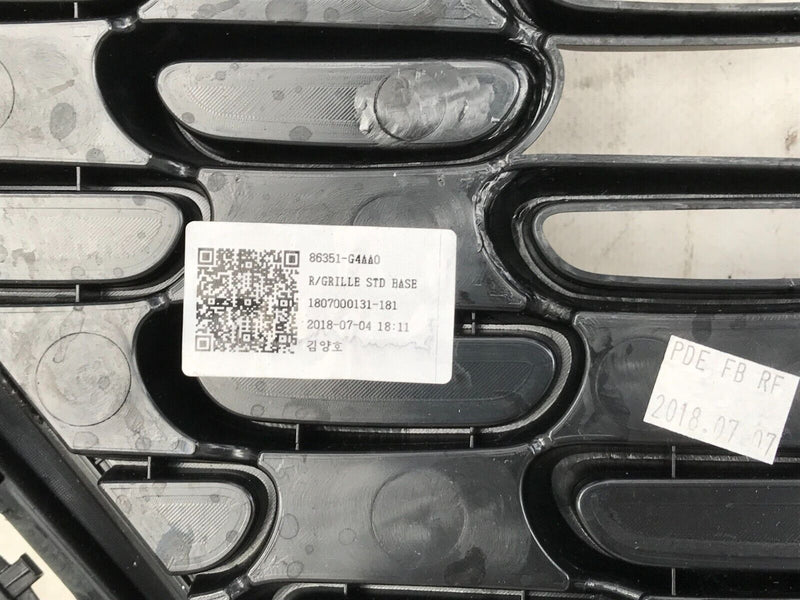 86351-G4AA0
R/GRILLE STD BASE
1807000131-181
2018-07-04 18:11
김양호
PDE FB RF
2018.07.07